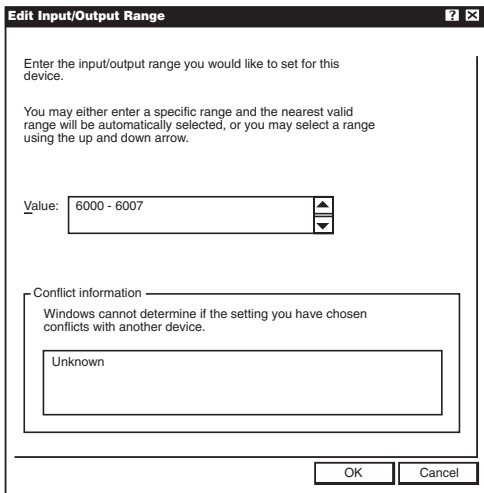 Edit Input/Output Range
Enter the input/output range you would like to set for this
device.
You may either enter a specific range and the nearest valid
range will be automatically selected, or you may select a range
using the up and down arrow.
Value: 6000 - 6007
Conflict information
Windows cannot determine if the setting you have chosen
conflicts with another device.
Unknown
OK Cancel